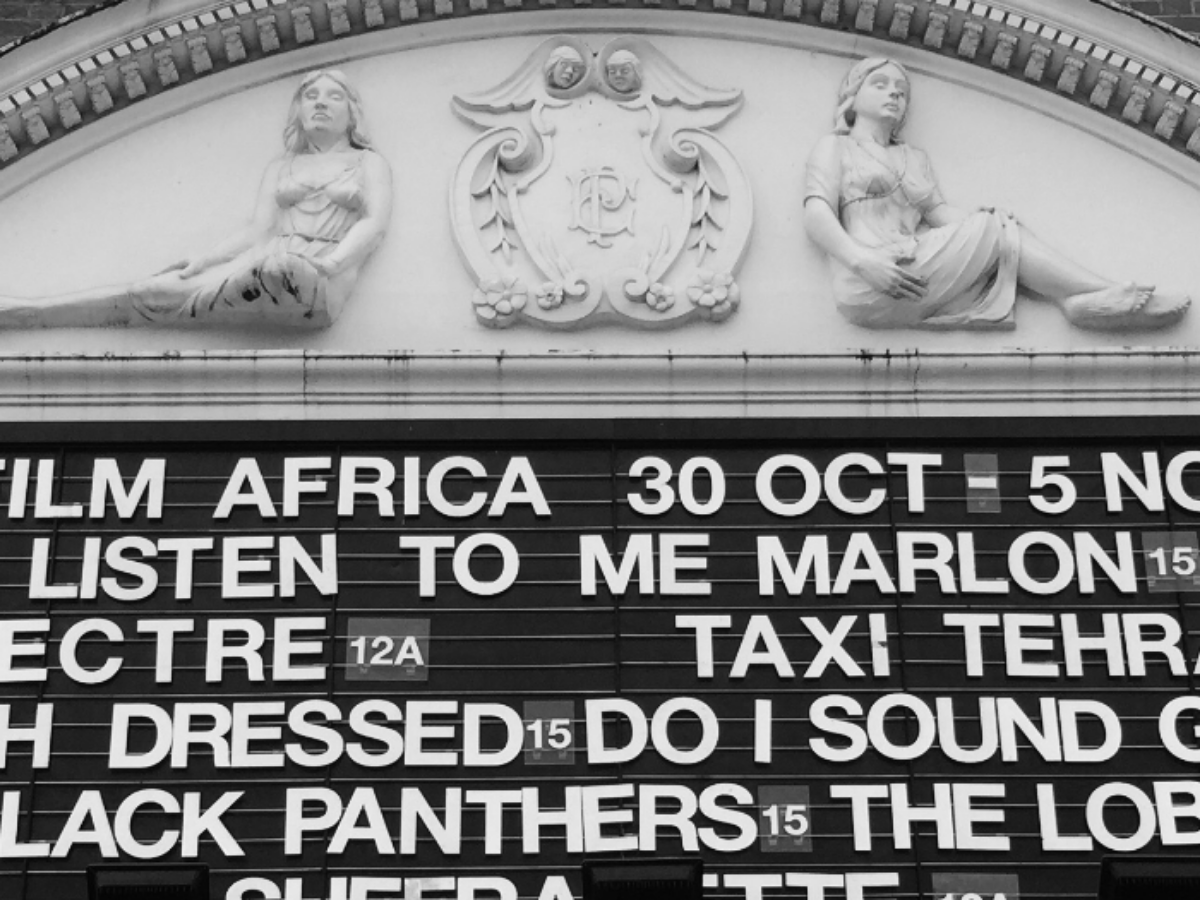 FILM AFRICA 30 OCT - 5 NO
LISTEN TO ME MARLON 15
ECTRE 12A TAXI TEHRA
H DRESSED 15 DO I SOUND G
LACK PANTHERS 15 THE LOB